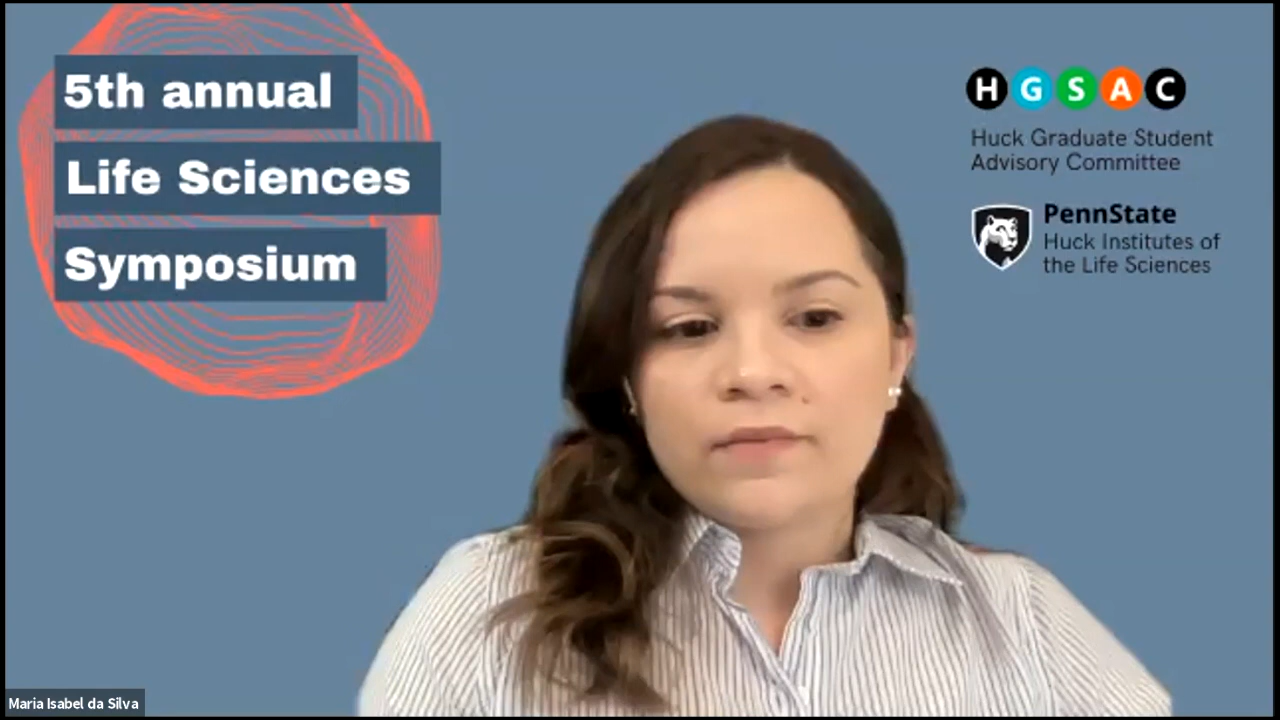 5th annual
Life Sciences
Symposium
H G S A C
Huck Graduate Student
Advisory Committee
PennState
Huck Institutes of
the Life Sciences
Maria Isabel da Silva